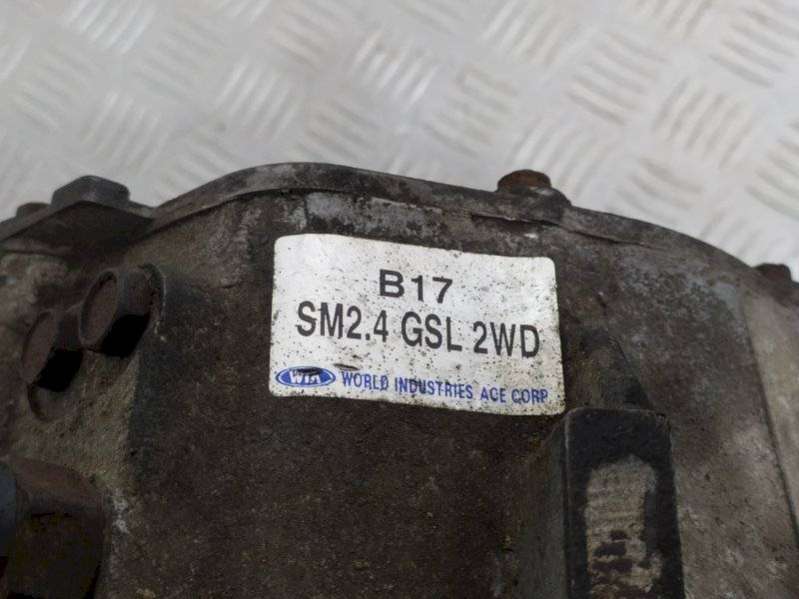 B17
SM2.4 GSL 2WD
WIA WORLD INDUSTRIES ACE CORP.